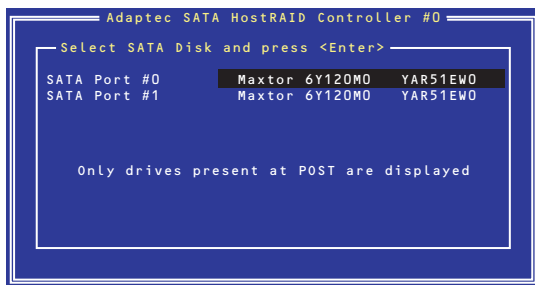 Adaptec SATA HostRAID Controller #0
Select SATA Disk and press <Enter>
SATA Port #0 Maxtor 6Y120M0 YAR51EW0
SATA Port #1 Maxtor 6Y120M0 YAR51EW0
Only drives present at POST are displayed